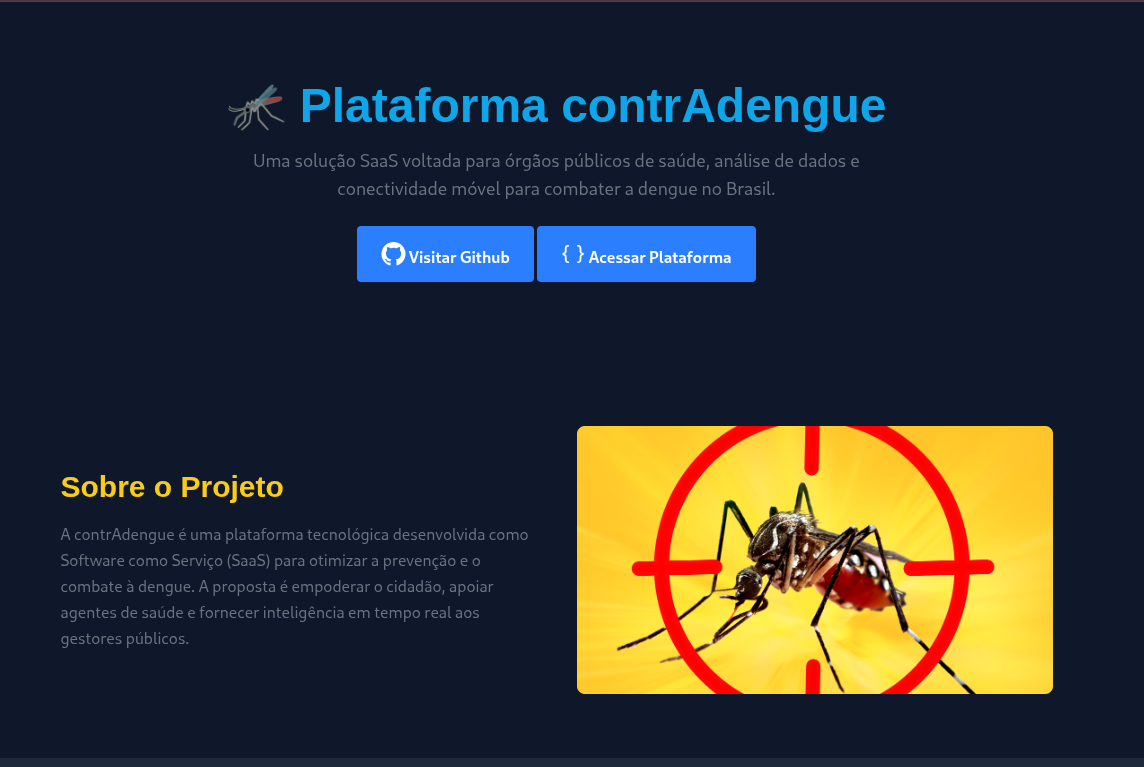 Plataforma contrAdengue
Uma solução SaaS voltada para órgãos públicos de saúde, análise de dados e
conectividade móvel para combater a dengue no Brasil.
Visitar Github
{ } Acessar Plataforma
Sobre o Projeto
A contrAdengue é uma plataforma tecnológica desenvolvida como
Software como Serviço (SaaS) para otimizar a prevenção e o
combate à dengue. A proposta é empoderar o cidadão, apoiar
agentes de saúde e fornecer inteligência em tempo real aos
gestores públicos.